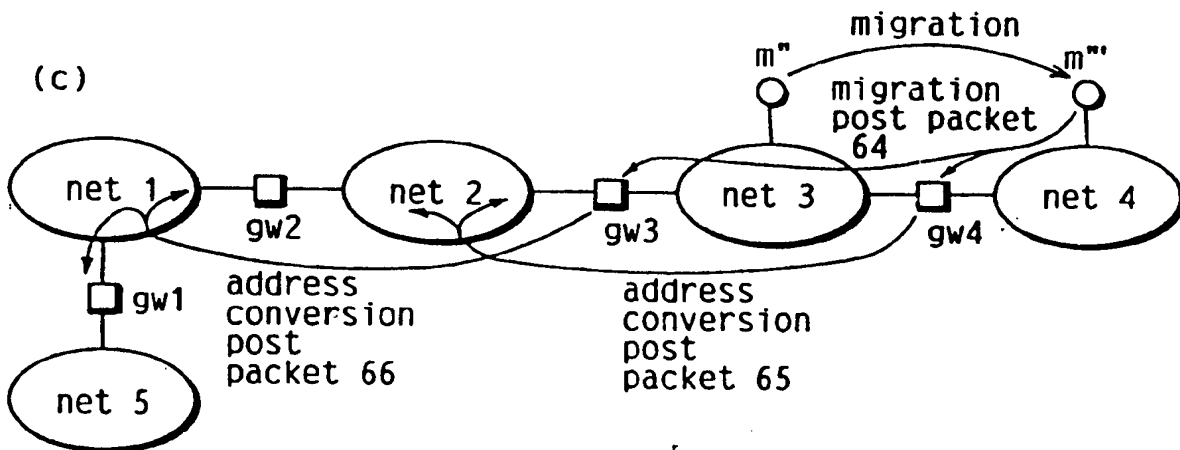 migration
(c)
m"
m"'
migration
post packet
64
net 1
net 2
net 3
net 4
gw2
gw3
gw4
gw1
address
conversion
post
packet 66
address
conversion
post
packet 65
net 5